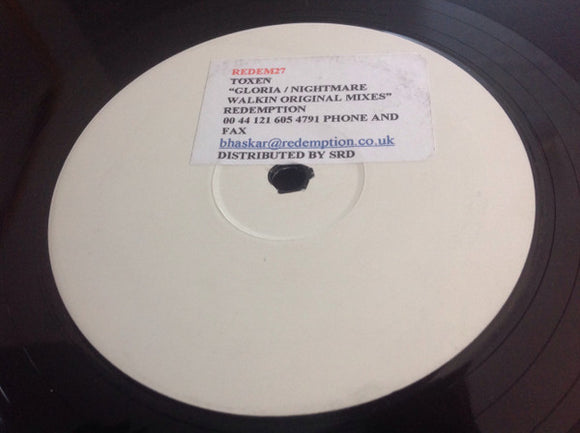 REDEM27
TOXEN
“GLORIA / NIGHTMARE
WALKIN ORIGINAL MIXES”
REDEMPTION
00 44 121 605 4791 PHONE AND
FAX
bhaskar@redemption.co.uk
DISTRIBUTED BY SRD